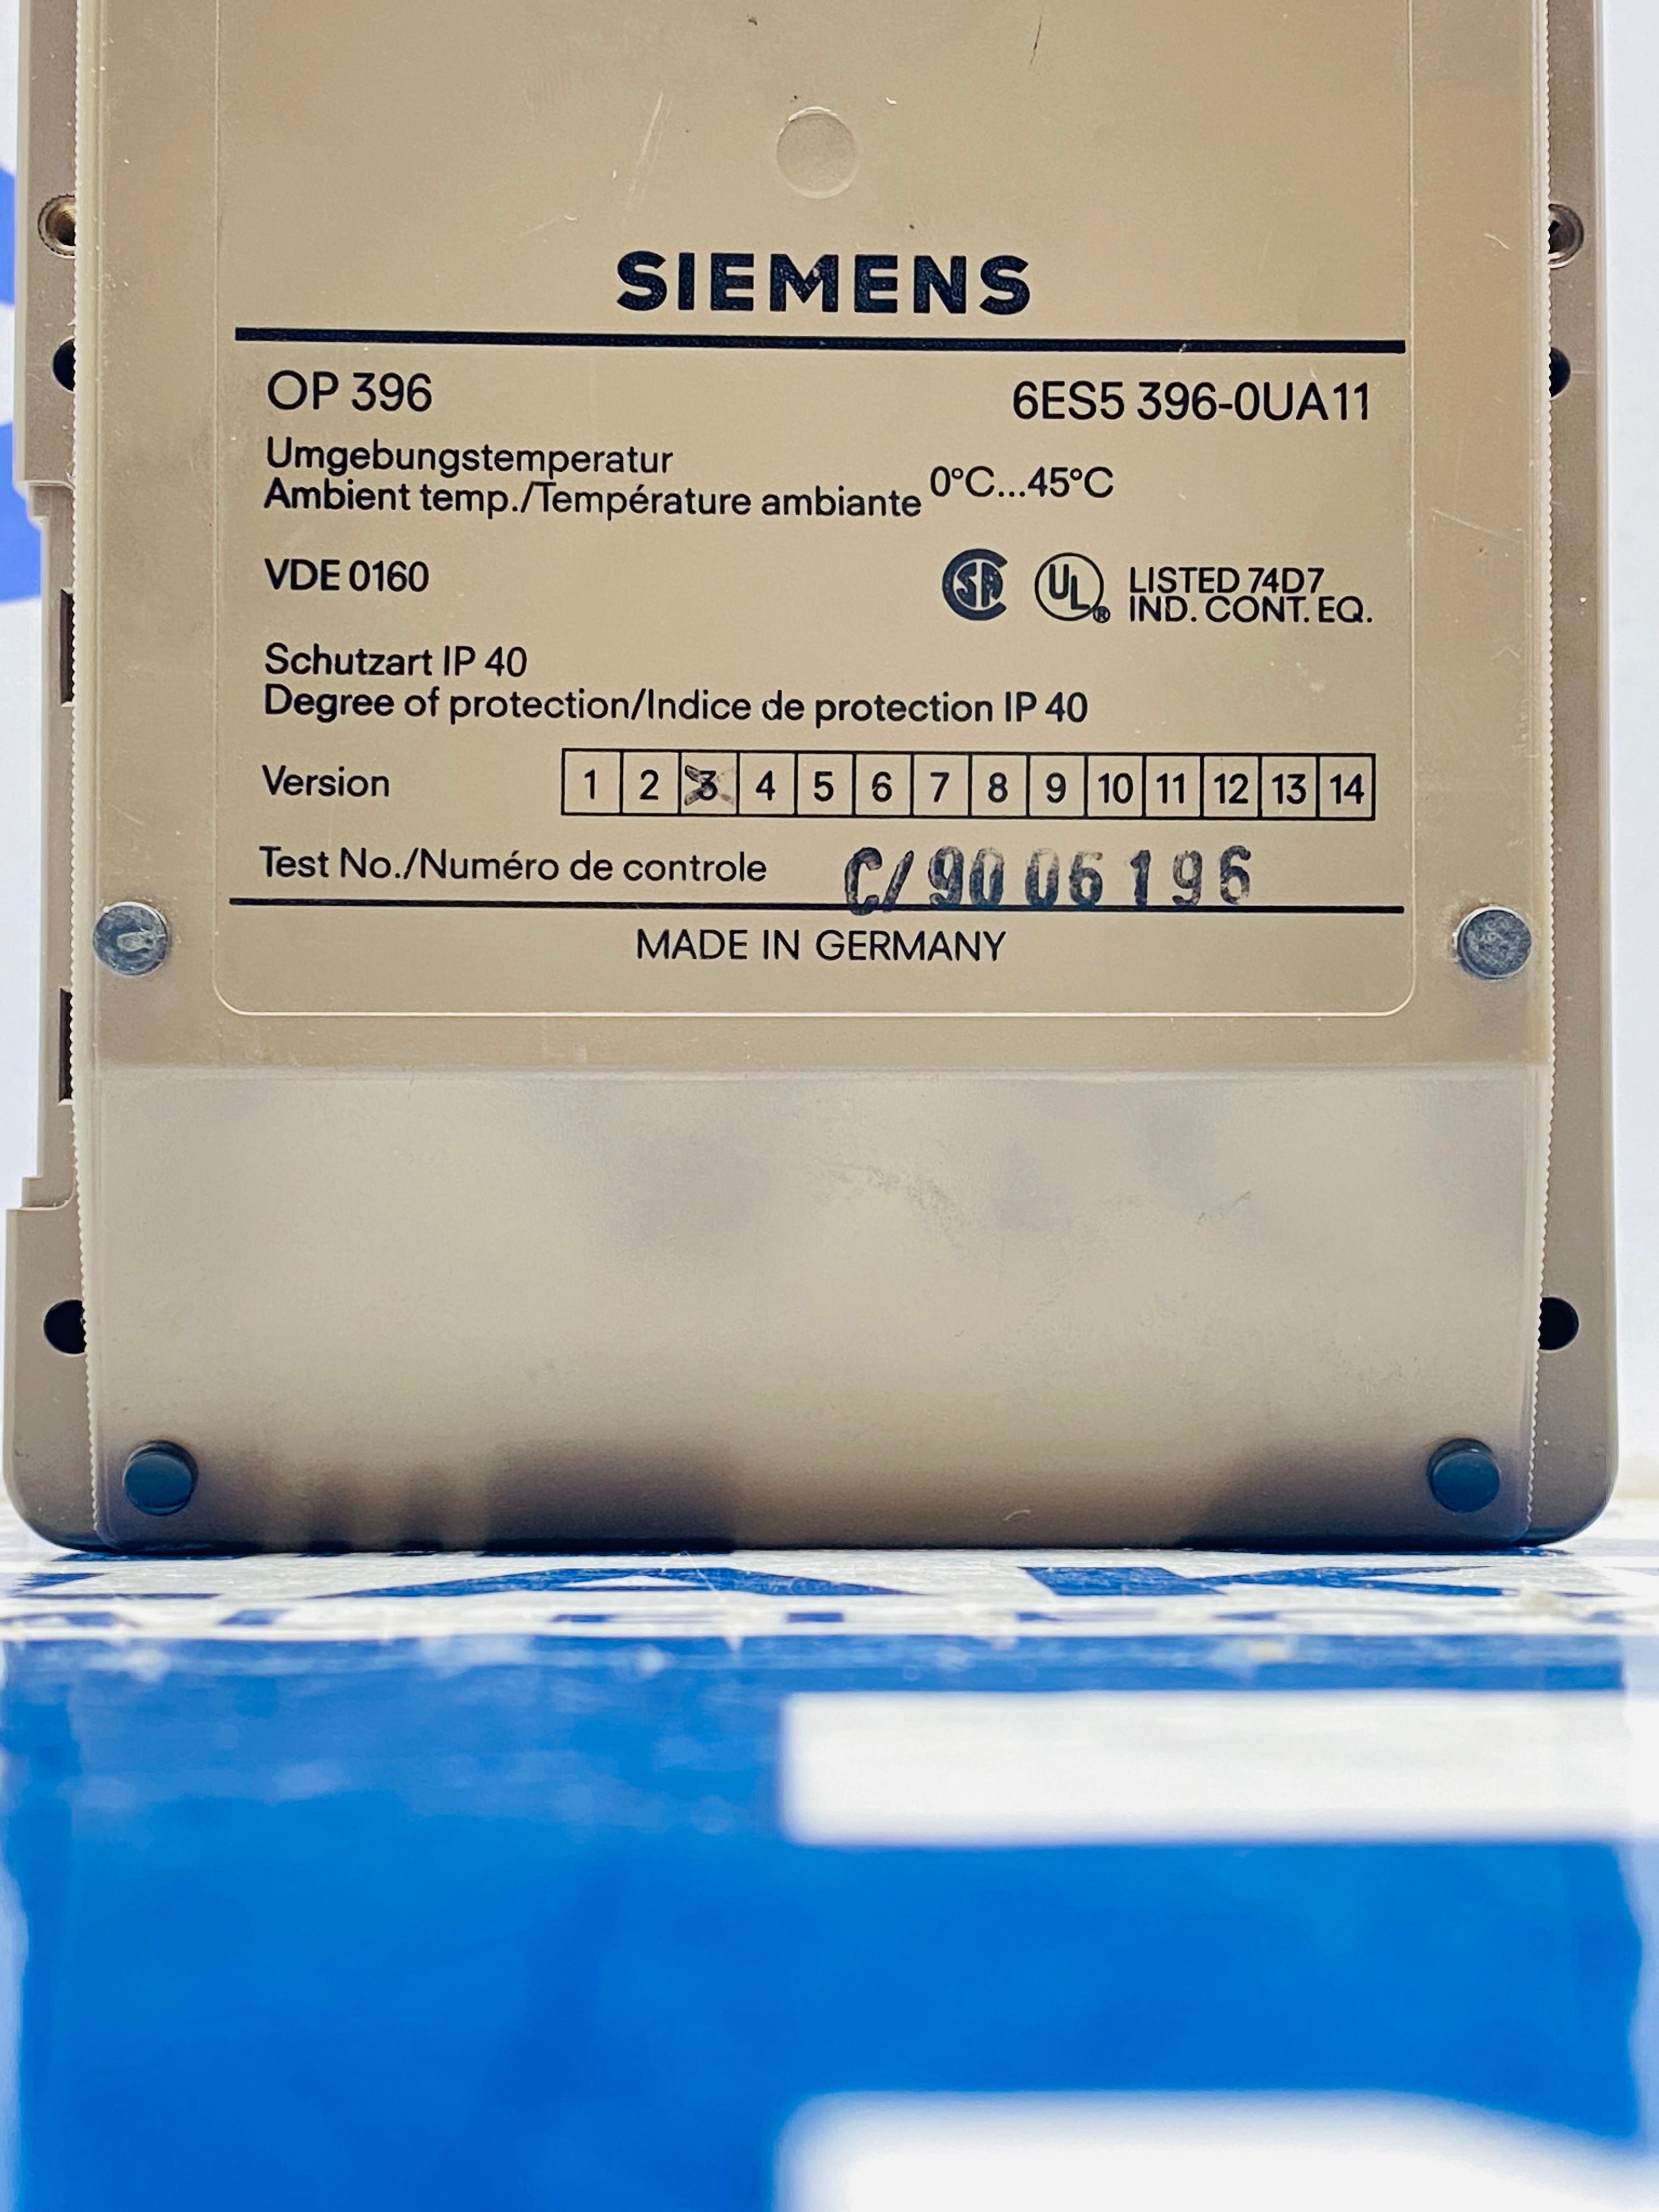 SIEMENS
OP 396 6ES5 396-0UA11
Umgebungstemperatur
Ambient temp./Température ambiante 0°C...45°C
VDE 0160 SA UL ® LISTED 74D7
IND. CONT. EQ.
Schutzart IP 40
Degree of protection/Indice de protection IP 40
Version 1 2 3 4 5 6 7 8 9 10 11 12 13 14
Test No./Numéro de controle C/9006196
MADE IN GERMANY